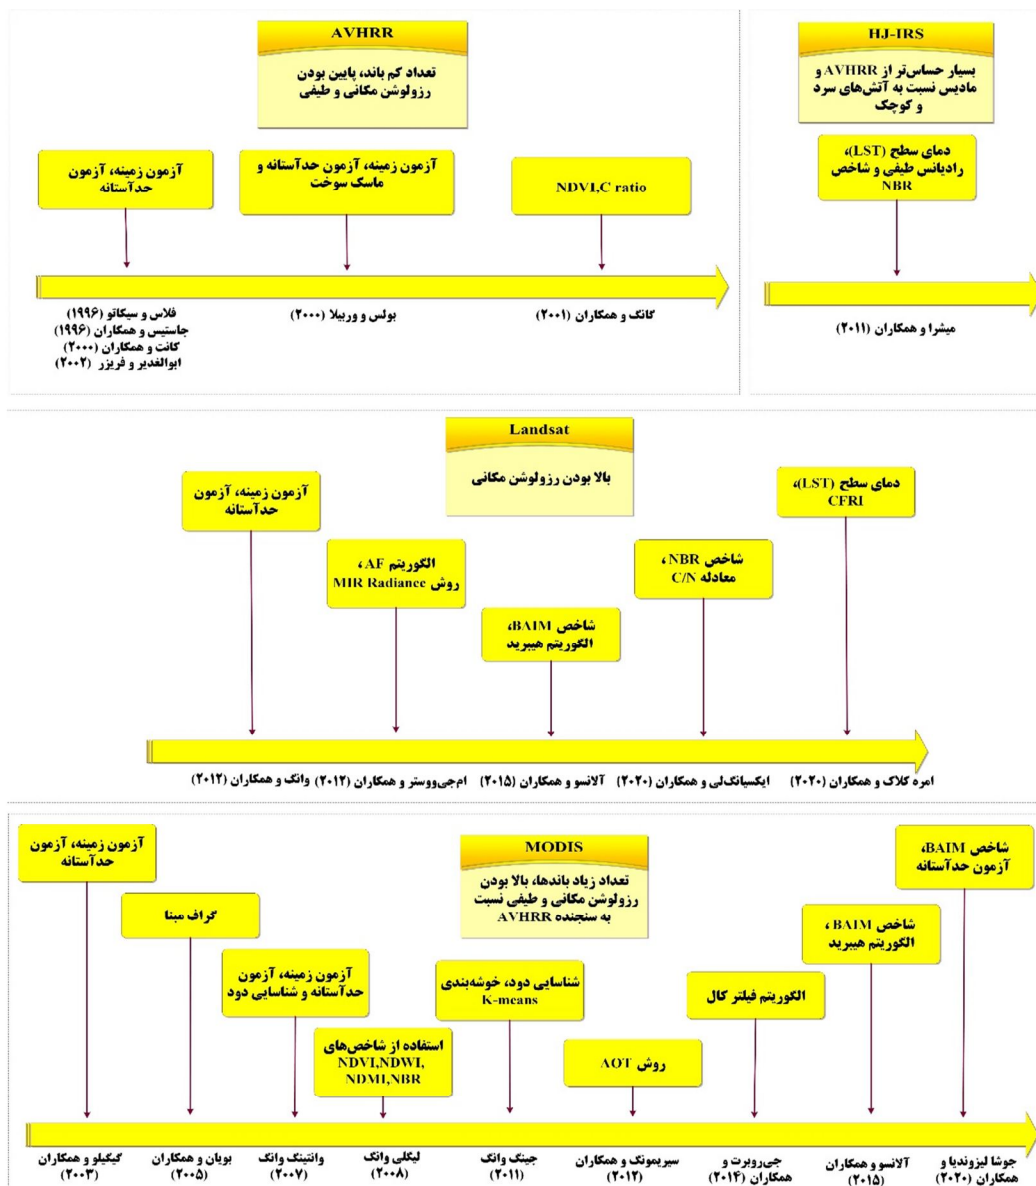 AVHRR
تعداد کم باند، پایین بودن
رزولوشن مکانی و طیفی
آزمون زمینه، آزمون
حدآستانه
آزمون زمینه، آزمون حدآستانه و
ماسک سوخت
NDVI,C ratio
فلاس و سیکاتو (۱۹۹۶)
جاستیس و همکاران (۱۹۹۶)
کانت و همکاران (۲۰۰۰)
ابوالغدیر و فریزر (۲۰۰۲)
بولس و وربیلا (۲۰۰۰)
گانگ و همکاران (۲۰۰۱)
HJ-IRS
بسیار حساس‌تر از AVHRR و
مادیس نسبت به آتش‌های سرد
و کوچک
دمای سطح (LST)،
رادیانس طیفی و شاخص
NBR
میشرا و همکاران (۲۰۱۱)
Landsat
بالا بودن رزولوشن مکانی
آزمون زمینه، آزمون
حدآستانه
الگوریتم AF،
روش MIR Radiance
شاخص BAIM،
الگوریتم هیبرید
شاخص NBR،
معادله C/N
دمای سطح (LST)،
CFRI
وانگ و همکاران (۲۰۱۲)
ام‌جی‌ووستر و همکاران (۲۰۱۲)
آلانسو و همکاران (۲۰۱۵)
ایکسیانگ‌لی و همکاران (۲۰۲۰)
امره کلاک و همکاران (۲۰۲۰)
MODIS
تعداد زیاد باندها، بالا بودن
رزولوشن مکانی و طیفی نسبت
به سنجنده AVHRR
آزمون زمینه، آزمون
حدآستانه
گراف مبنا
آزمون زمینه، آزمون
حدآستانه و شناسایی دود
استفاده از شاخص‌های
NDVI,NDWI,
NDMI,NBR
شناسایی دود، خوشه‌بندی
K-means
روش AOT
الگوریتم فیلتر کال
شاخص BAIM ،
الگوریتم هیبرید
شاخص BAIM،
آزمون حدآستانه
گیگیلو و همکاران
(۲۰۰۳)
بویان و همکاران
(۲۰۰۵)
وانتینگ وانگ
(۲۰۰۷)
لیگلی وانگ
(۲۰۰۸)
جینگ وانگ
(۲۰۱۱)
سیریمونگ و همکاران
(۲۰۱۲)
جی‌روبرت و
همکاران (۲۰۱۴)
آلانسو و همکاران
(۲۰۱۵)
جوشا لیزوندیا و
همکاران (۲۰۲۰)